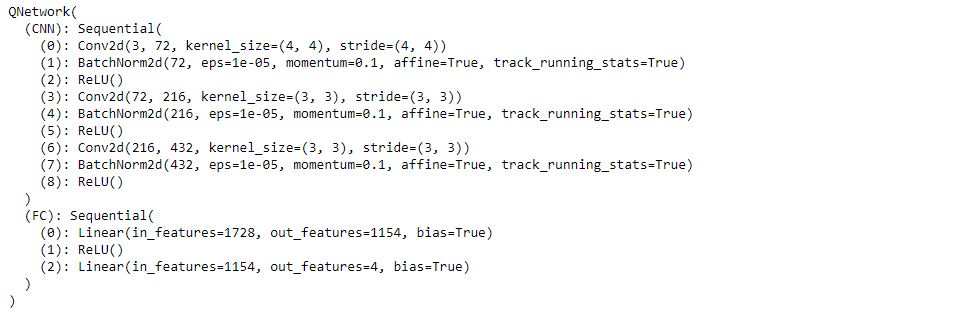 QNetwork(
  (CNN): Sequential(
    (0): Conv2d(3, 72, kernel_size=(4, 4), stride=(4, 4))
    (1): BatchNorm2d(72, eps=1e-05, momentum=0.1, affine=True, track_running_stats=True)
    (2): ReLU()
    (3): Conv2d(72, 216, kernel_size=(3, 3), stride=(3, 3))
    (4): BatchNorm2d(216, eps=1e-05, momentum=0.1, affine=True, track_running_stats=True)
    (5): ReLU()
    (6): Conv2d(216, 432, kernel_size=(3, 3), stride=(3, 3))
    (7): BatchNorm2d(432, eps=1e-05, momentum=0.1, affine=True, track_running_stats=True)
    (8): ReLU()
  )
  (FC): Sequential(
    (0): Linear(in_features=1728, out_features=1154, bias=True)
    (1): ReLU()
    (2): Linear(in_features=1154, out_features=4, bias=True)
  )
)